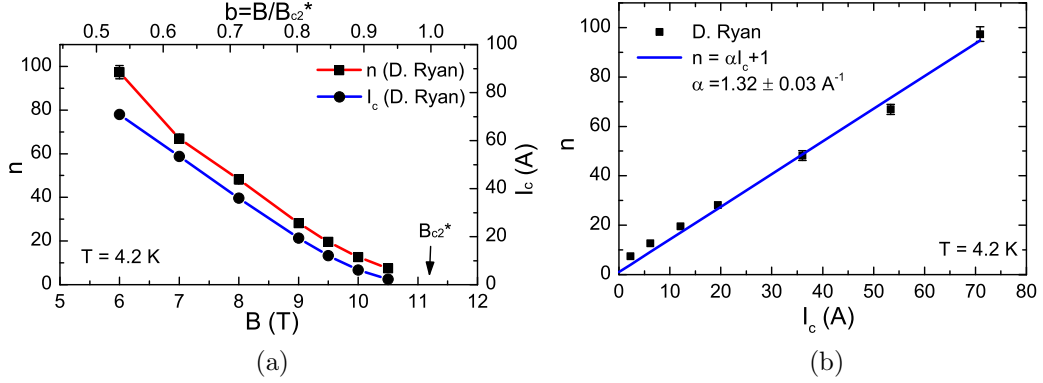 b=B/Bc2*
0.5 0.6 0.7 0.8 0.9 1.0
100
80
60
40
20
0
n
n (D. Ryan)
Ic (D. Ryan)
T = 4.2 K
Bc2*
100
80
60
40
20
0
Ic (A)
5 6 7 8 9 10 11 12
B (T)
(a)
100
80
60
40
20
0
n
D. Ryan
n = αIc+1
α =1.32 ± 0.03 A-1
T = 4.2 K
0 10 20 30 40 50 60 70 80
Ic (A)
(b)